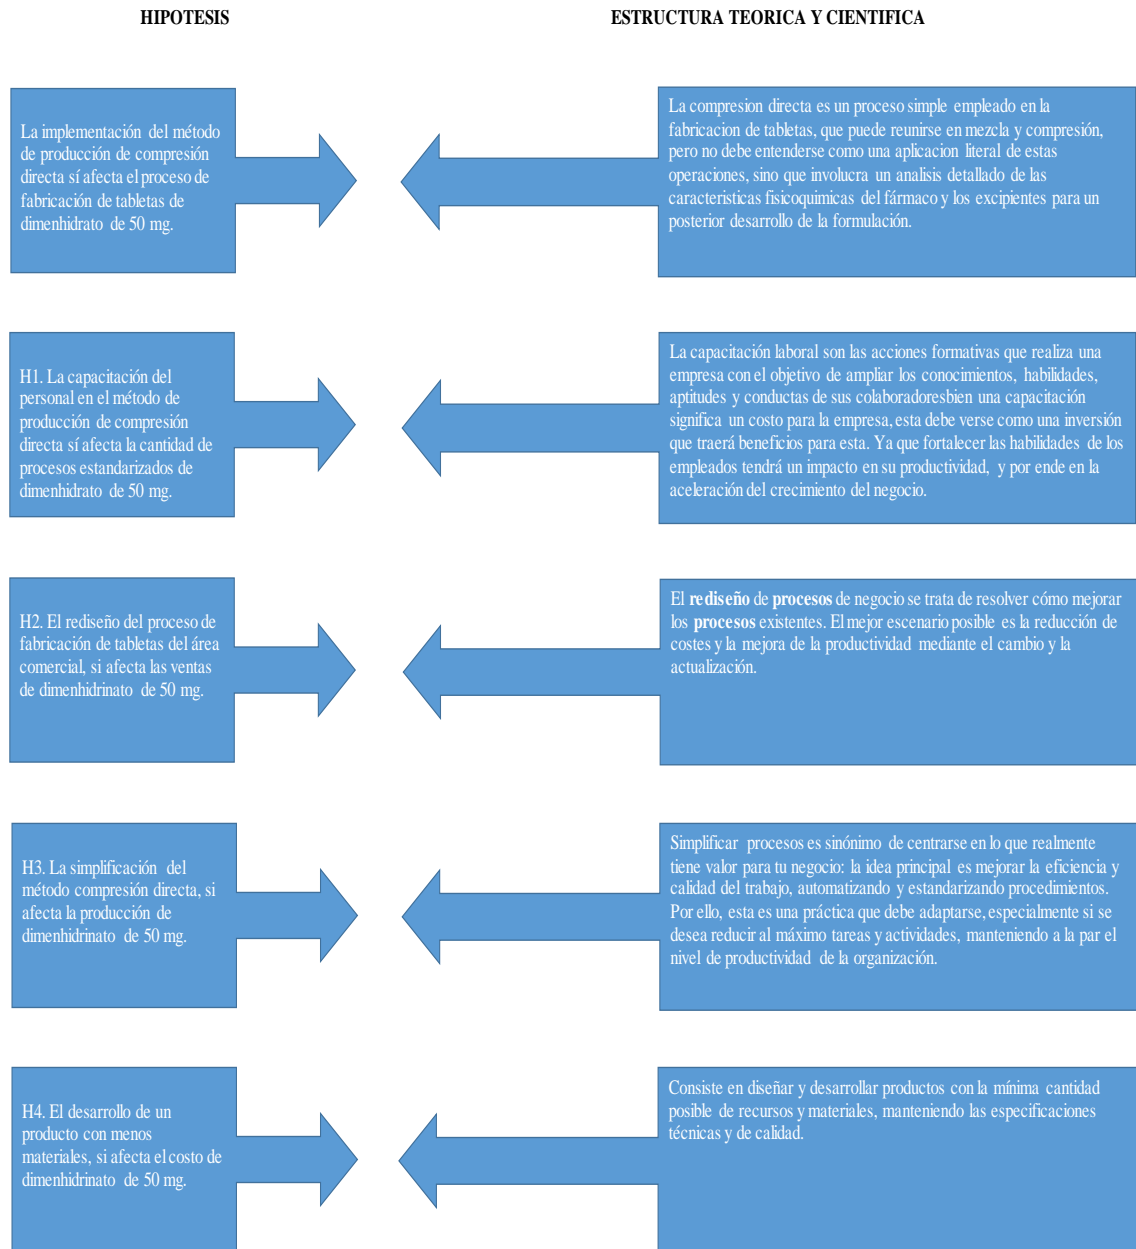 HIPOTESIS
ESTRUCTURA TEORICA Y CIENTIFICA
La implementación del método
de producción de compresión
directa sí afecta el proceso de
fabricación de tabletas de
dimenhidrato de 50 mg.
La compresion directa es un proceso simple empleado en la
fabricacion de tabletas, que puede reunirse en mezcla y compresión,
pero no debe entenderse como una aplicacion literal de estas
operaciones, sino que involucra un analisis detallado de las
caracteristicas fisicoquimicas del fármaco y los excipientes para un
posterior desarrollo de la formulación.
H1. La capacitación del
personal en el método de
producción de compresión
directa sí afecta la cantidad de
procesos estandarizados de
dimenhidrato de 50 mg.
La capacitación laboral son las acciones formativas que realiza una
empresa con el objetivo de ampliar los conocimientos, habilidades,
aptitudes y conductas de sus colaboradoresbien una capacitación
significa un costo para la empresa, esta debe verse como una inversión
que traerá beneficios para esta. Ya que fortalecer las habilidades de los
empleados tendrá un impacto en su productividad, y por ende en la
aceleración del crecimiento del negocio.
H2. El rediseño del proceso de
fabricación de tabletas del área
comercial, si afecta las ventas
de dimenhidrinato de 50 mg.
El rediseño de procesos de negocio se trata de resolver cómo mejorar
los procesos existentes. El mejor escenario posible es la reducción de
costes y la mejora de la productividad mediante el cambio y la
actualización.
H3. La simplificación del
método compresión directa, si
afecta la producción de
dimenhidrinato de 50 mg.
Simplificar procesos es sinónimo de centrarse en lo que realmente
tiene valor para tu negocio: la idea principal es mejorar la eficiencia y
calidad del trabajo, automatizando y estandarizando procedimientos.
Por ello, esta es una práctica que debe adaptarse, especialmente si se
desea reducir al máximo tareas y actividades, manteniendo a la par el
nivel de productividad de la organización.
H4. El desarrollo de un
producto con menos
materiales, si afecta el costo de
dimenhidrinato de 50 mg.
Consiste en diseñar y desarrollar productos con la mínima cantidad
posible de recursos y materiales, manteniendo las especificaciones
técnicas y de calidad.